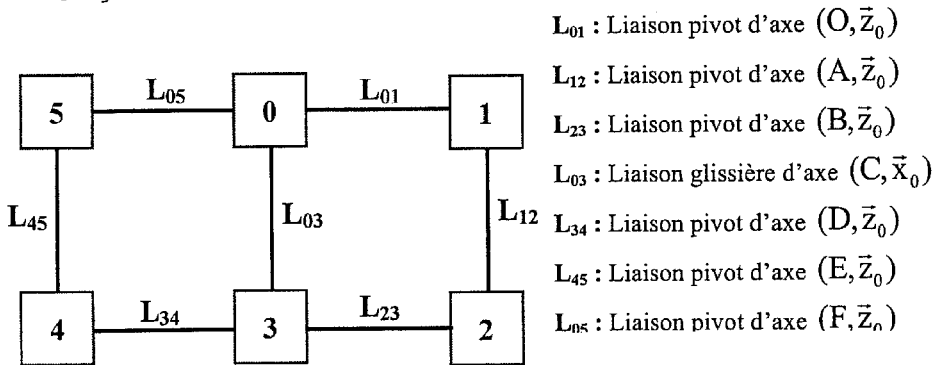 L₀₁ : Liaison pivot d'axe (O, z⃗₀)
L₁₂ : Liaison pivot d'axe (A, z⃗₀)
L₂₃ : Liaison pivot d'axe (B, z⃗₀)
L₀₃ : Liaison glissière d'axe (C, x⃗₀)
L₃₄ : Liaison pivot d'axe (D, z⃗₀)
L₄₅ : Liaison pivot d'axe (E, z⃗₀)
L₀₅ : Liaison pivot d'axe (F, z⃗₀)
L₀₅ L₀₁
5 0 1
L₄₅ L₀₃ L₁₂
L₃₄ L₂₃
4 3 2